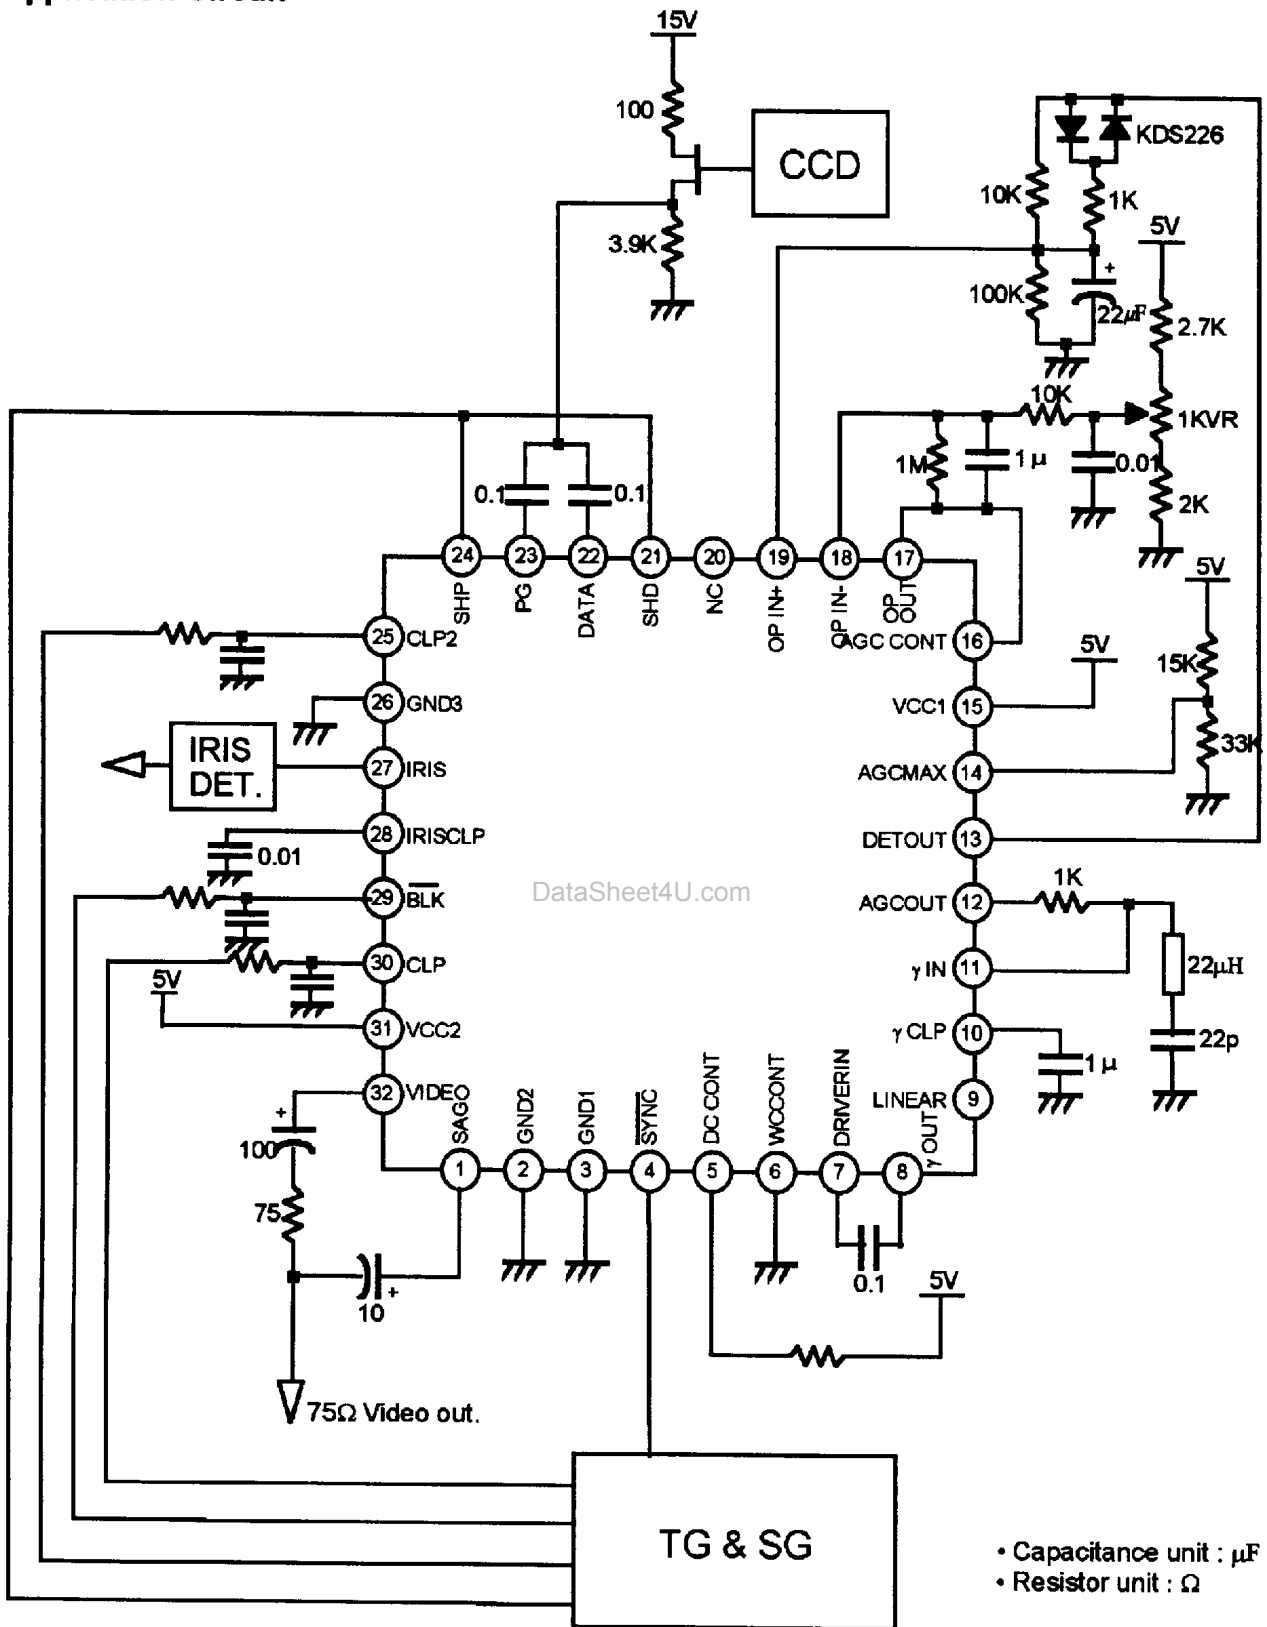 15V
100
CCD
3.9K
KDS226
10K
1K
5V
100K
22μF
2.7K
10K
1KVR
1M
1 μ
0.01
2K
0.1
0.1
24
23
22
21
20
19
18
17
SHP
PG
DATA
SHD
NC
OP IN+
OP IN-
OP OUT
25
CLP2
AGC CONT
16
5V
15K
26
GND3
VCC1
15
5V
33K
IRIS
DET.
27
IRIS
AGCMAX
14
28
IRISCLP
DETOUT
13
0.01
29
BLK
DataSheet4U.com
AGCOUT
12
1K
30
CLP
γ IN
11
22μH
5V
31
VCC2
γ CLP
10
22p
1 μ
32
VIDEO
LINEAR
9
100
SAGO
GND2
GND1
SYNC
DC CONT
WCCONT
DRIVERIN
γ OUT
1
2
3
4
5
6
7
8
75
10
+
0.1
5V
75Ω Video out.
TG & SG
• Capacitance unit : μF
• Resistor unit : Ω